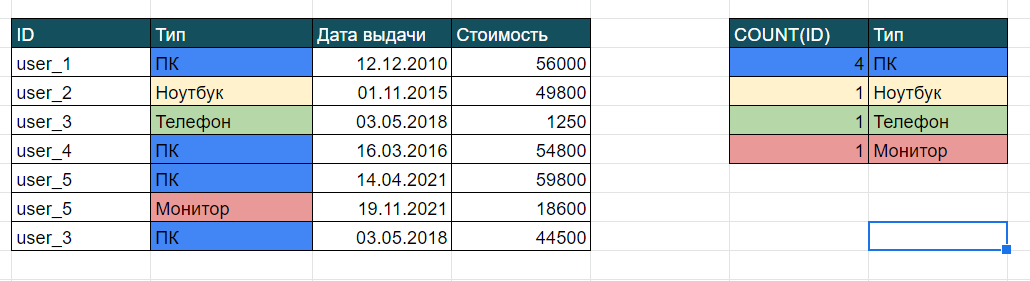 ID Тип Дата выдачи Стоимость COUNT(ID) Тип
user_1 ПК 12.12.2010 56000 4 ПК
user_2 Ноутбук 01.11.2015 49800 1 Ноутбук
user_3 Телефон 03.05.2018 1250 1 Телефон
user_4 ПК 16.03.2016 54800 1 Монитор
user_5 ПК 14.04.2021 59800
user_5 Монитор 19.11.2021 18600
user_3 ПК 03.05.2018 44500